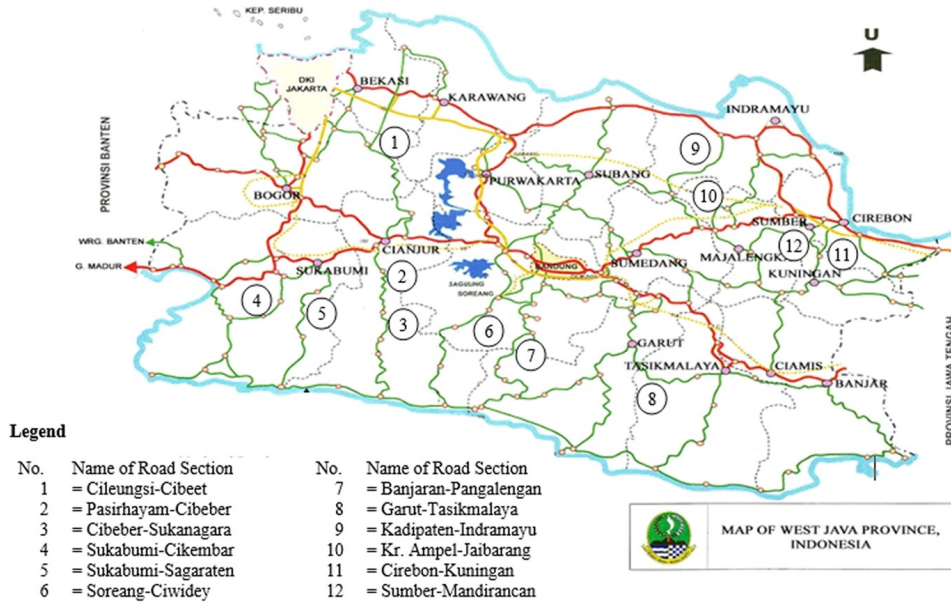 KEP. SERIBU
U
DKI
JAKARTA
BEKASI
KARAWANG
INDRAMAYU
PROVINSI BANTEN
1
9
PURWAKARTA
SUBANG
BOGOR
10
SUMBER
CIREBON
WRG. BANTEN
CIANJUR
12
11
G. MADUR
SUKABUMI
2
BANDUNG
SUMEDANG
MAJALENGK
KUNINGAN
SAGULING
SOREANG
4
5
3
6
7
GARUT
TASIKMALAYA
CIAMIS
BANJAR
8
PROVINSI JAWA TENGAH
Legend
No. Name of Road Section
1 = Cileungsi-Cibeet
2 = Pasirhayam-Cibeber
3 = Cibeber-Sukanagara
4 = Sukabumi-Cikembar
5 = Sukabumi-Sagaraten
6 = Soreang-Ciwidey
No. Name of Road Section
7 = Banjaran-Pangalengan
8 = Garut-Tasikmalaya
9 = Kadipaten-Indramayu
10 = Kr. Ampel-Jaibarang
11 = Cirebon-Kuningan
12 = Sumber-Mandirancan
MAP OF WEST JAVA PROVINCE,
INDONESIA